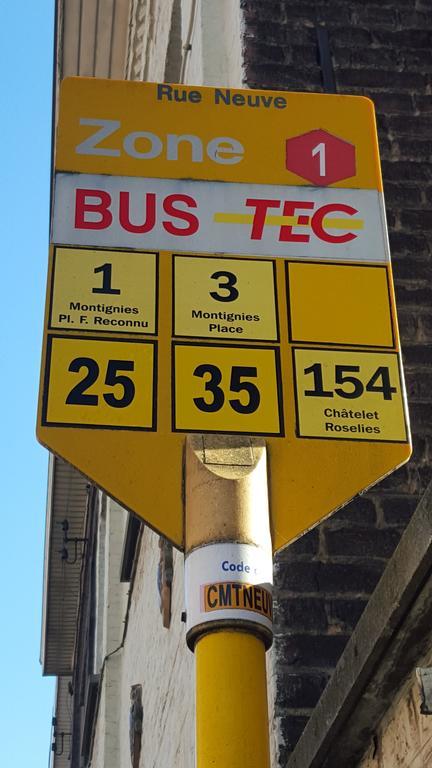 Rue Neuve
Zone 1
BUS TEC
1 3
Montignies Pl. F. Reconnu
Montignies Place
25 35 154
Châtelet
Roselies
Code
CMTNEU